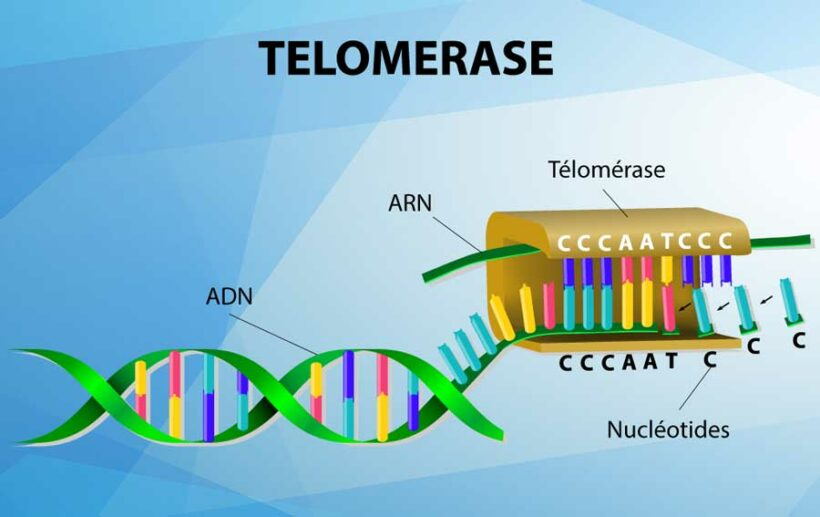 TELOMERASE
Télomérase
ARN
CCCAATCCC
ADN
CCCAAT C C C
Nucléotides